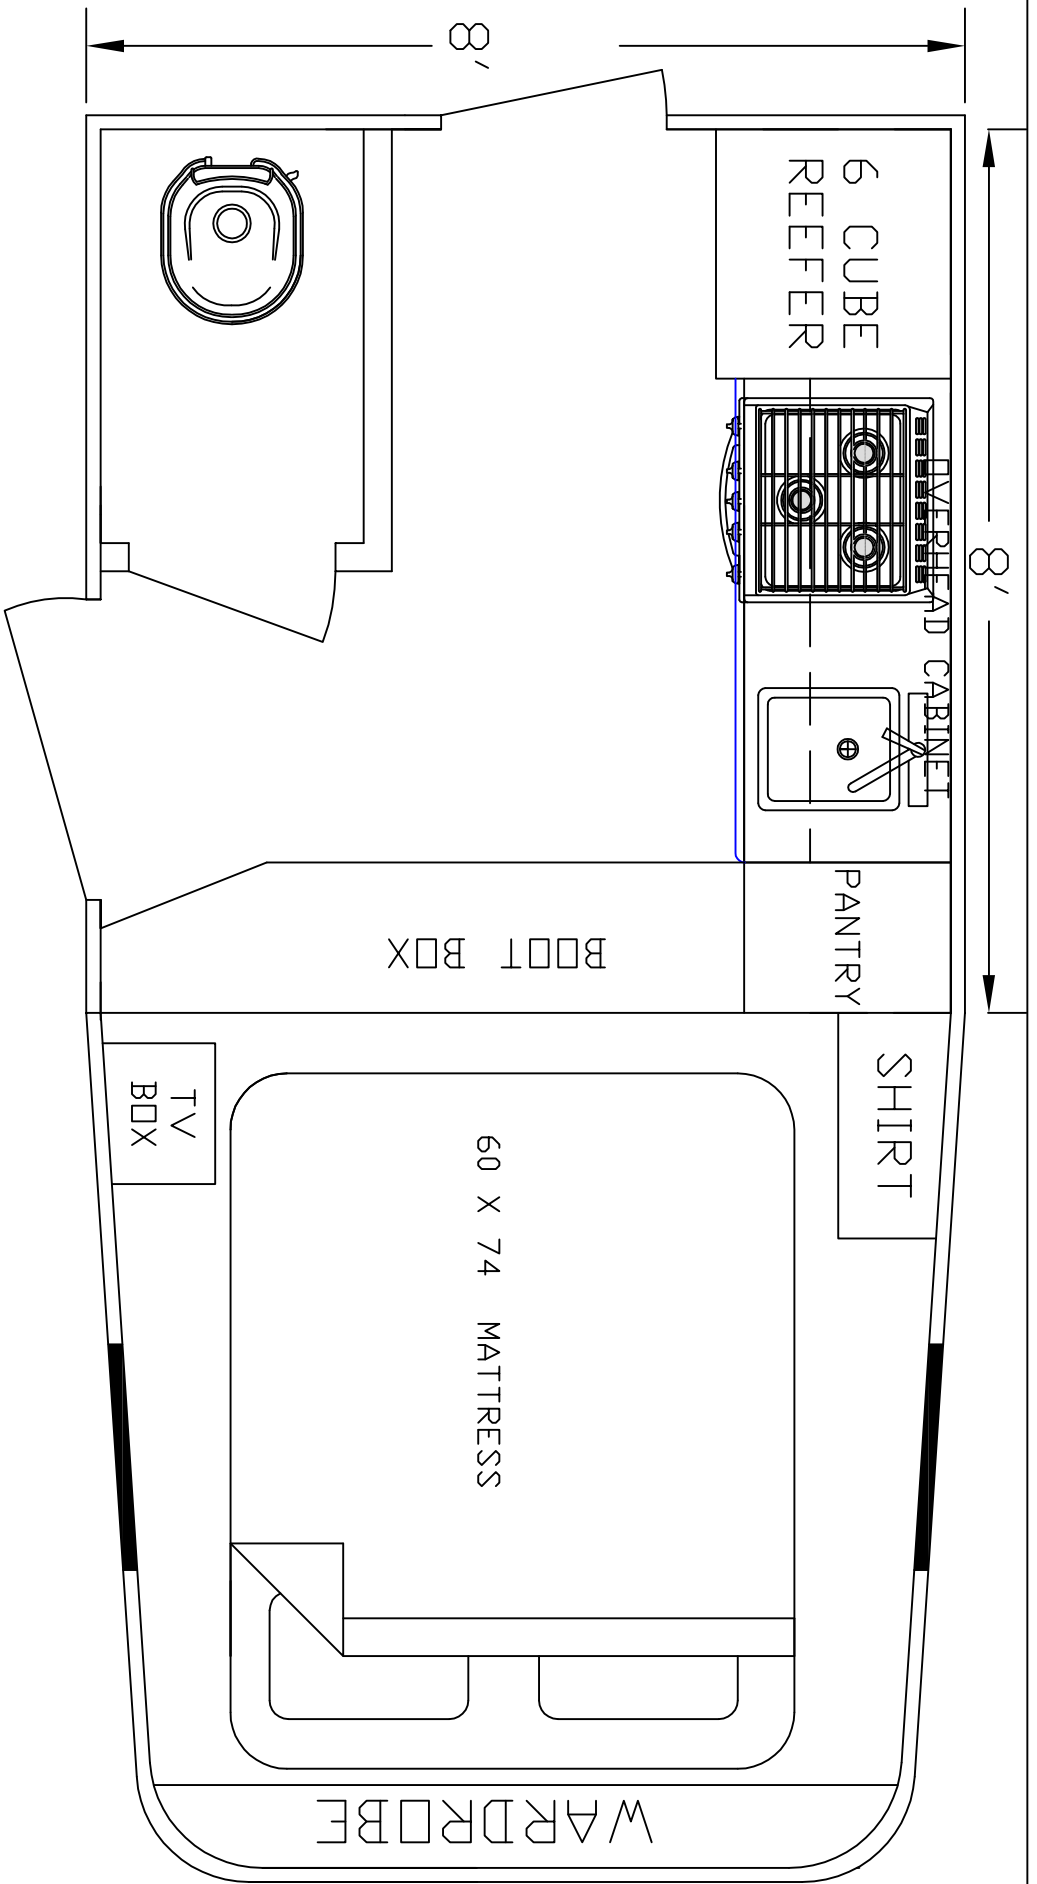 8'
6 CUBE
REEFER
OVERHEAD CABINET
8'
PANTRY
BOOT BOX
SHIRT
TV
BOX
60 X 74 MATTRESS
WARDROBE